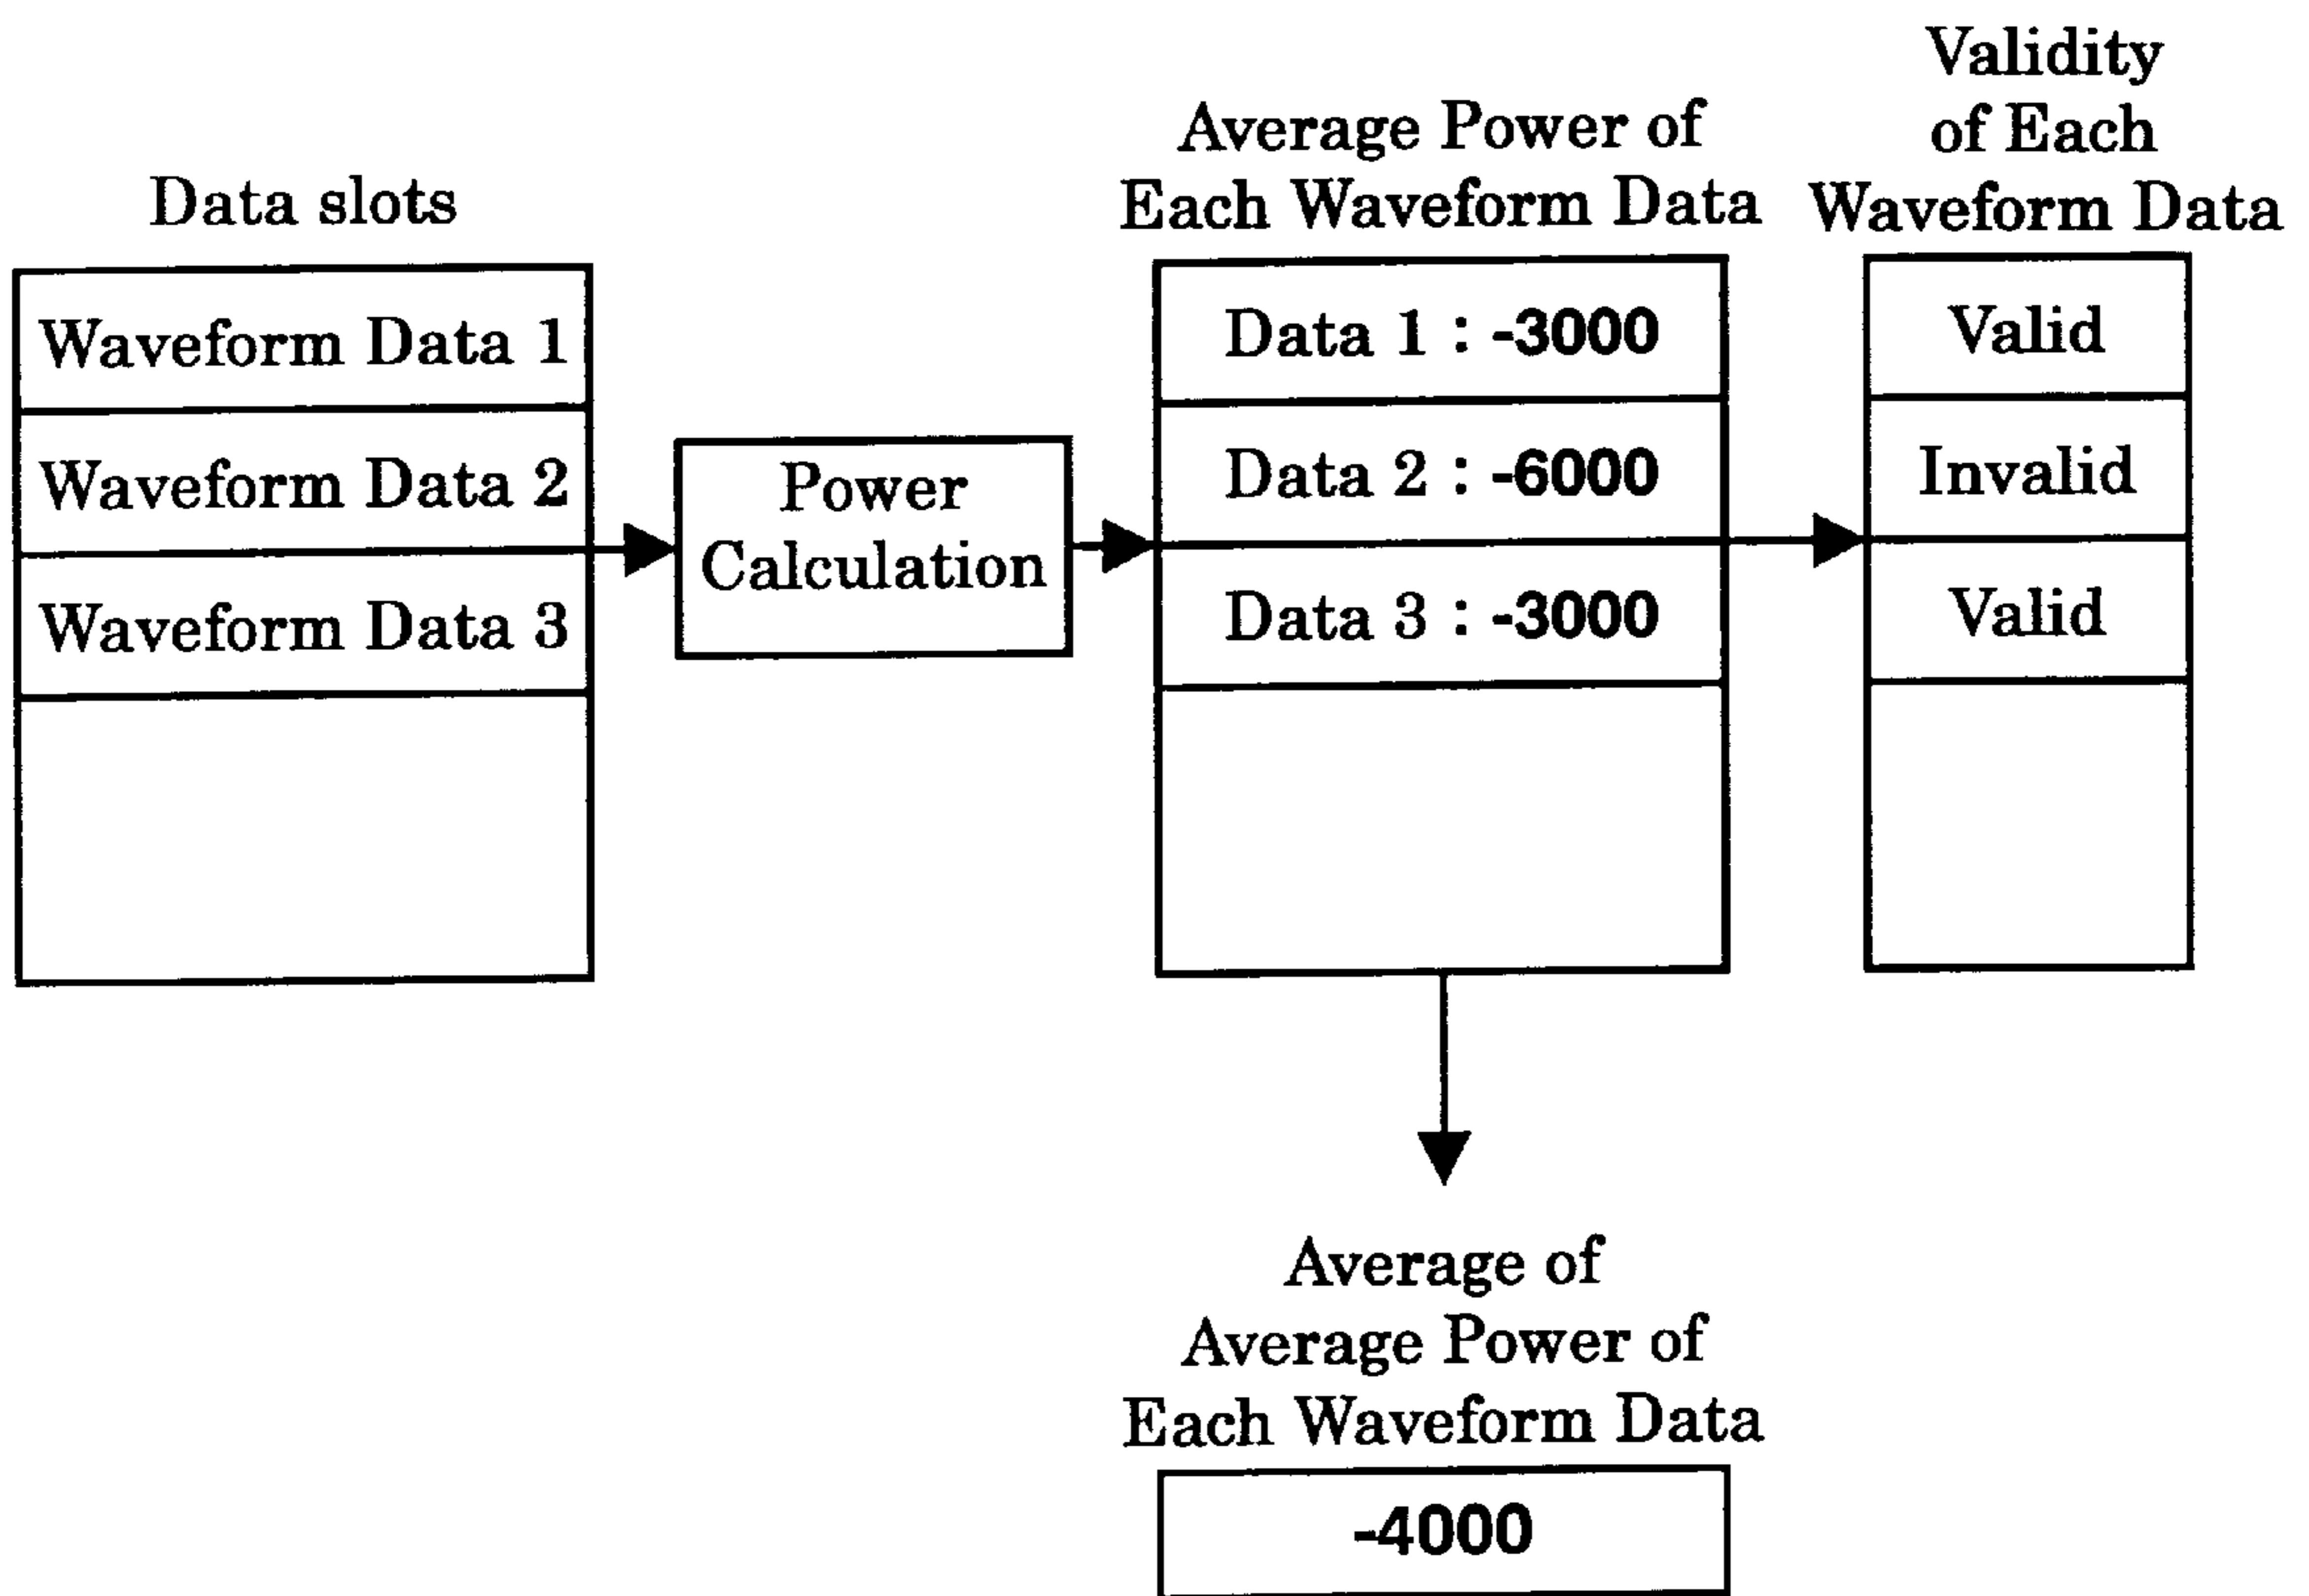 Data slots
Waveform Data 1
Waveform Data 2
Waveform Data 3
Power
Calculation
Average Power of
Each Waveform Data
Data 1 : -3000
Data 2 : -6000
Data 3 : -3000
Validity
of Each
Waveform Data
Valid
Invalid
Valid
Average of
Average Power of
Each Waveform Data
-4000